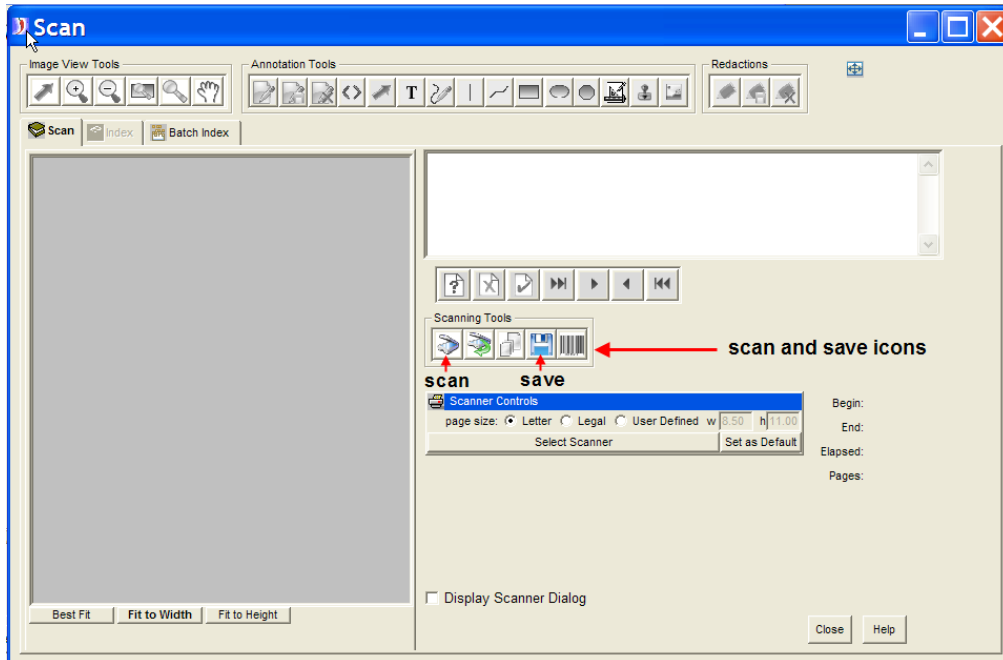 Scan
Image View Tools
Annotation Tools
Redactions
T
Scan
Index
Batch Index
Scanning Tools
scan and save icons
scan
save
Scanner Controls
page size: Letter Legal User Defined w 8.50 h 11.00
Select Scanner
Set as Default
Begin:
End:
Elapsed:
Pages:
Display Scanner Dialog
Best Fit
Fit to Width
Fit to Height
Close
Help